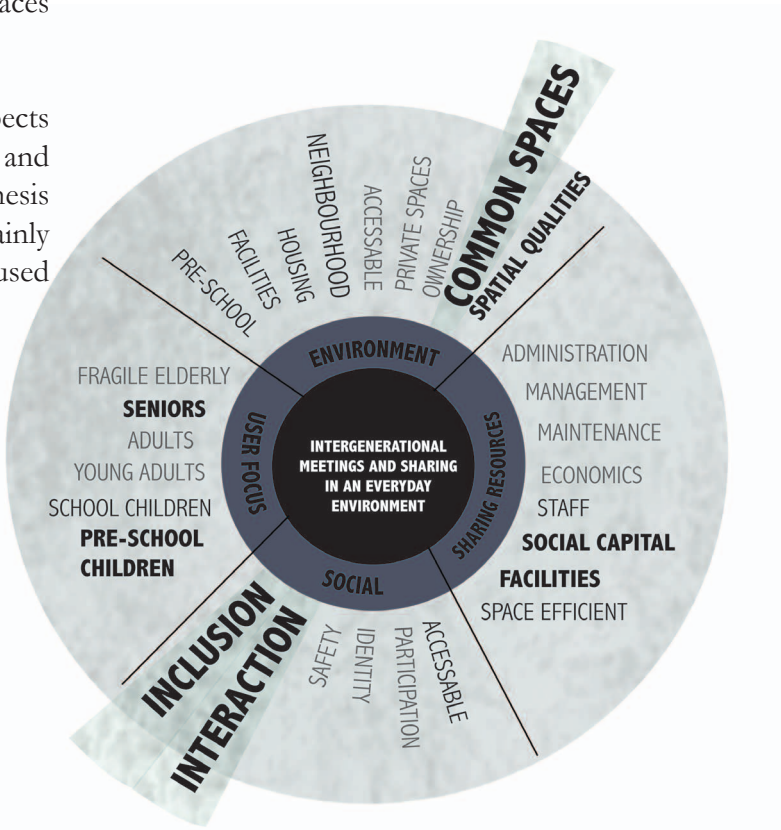 aces
ects
and
nesis
ainly
used
ENVIRONMENT
PRE-SCHOOL
FACILITIES
HOUSING
NEIGHBOURHOOD
ACCESSABLE
PRIVATE SPACES
OWNERSHIP
COMMON SPACES
SPATIAL QUALITIES
SHARING RESOURCES
ADMINISTRATION
MANAGEMENT
MAINTENANCE
ECONOMICS
STAFF
SOCIAL CAPITAL
FACILITIES
SPACE EFFICIENT
SOCIAL
INCLUSION
INTERACTION
SAFETY
IDENTITY
PARTICIPATION
ACCESSABLE
USER FOCUS
FRAGILE ELDERLY
SENIORS
ADULTS
YOUNG ADULTS
SCHOOL CHILDREN
PRE-SCHOOL
CHILDREN
INTERGENERATIONAL
MEETINGS AND SHARING
IN AN EVERYDAY
ENVIRONMENT